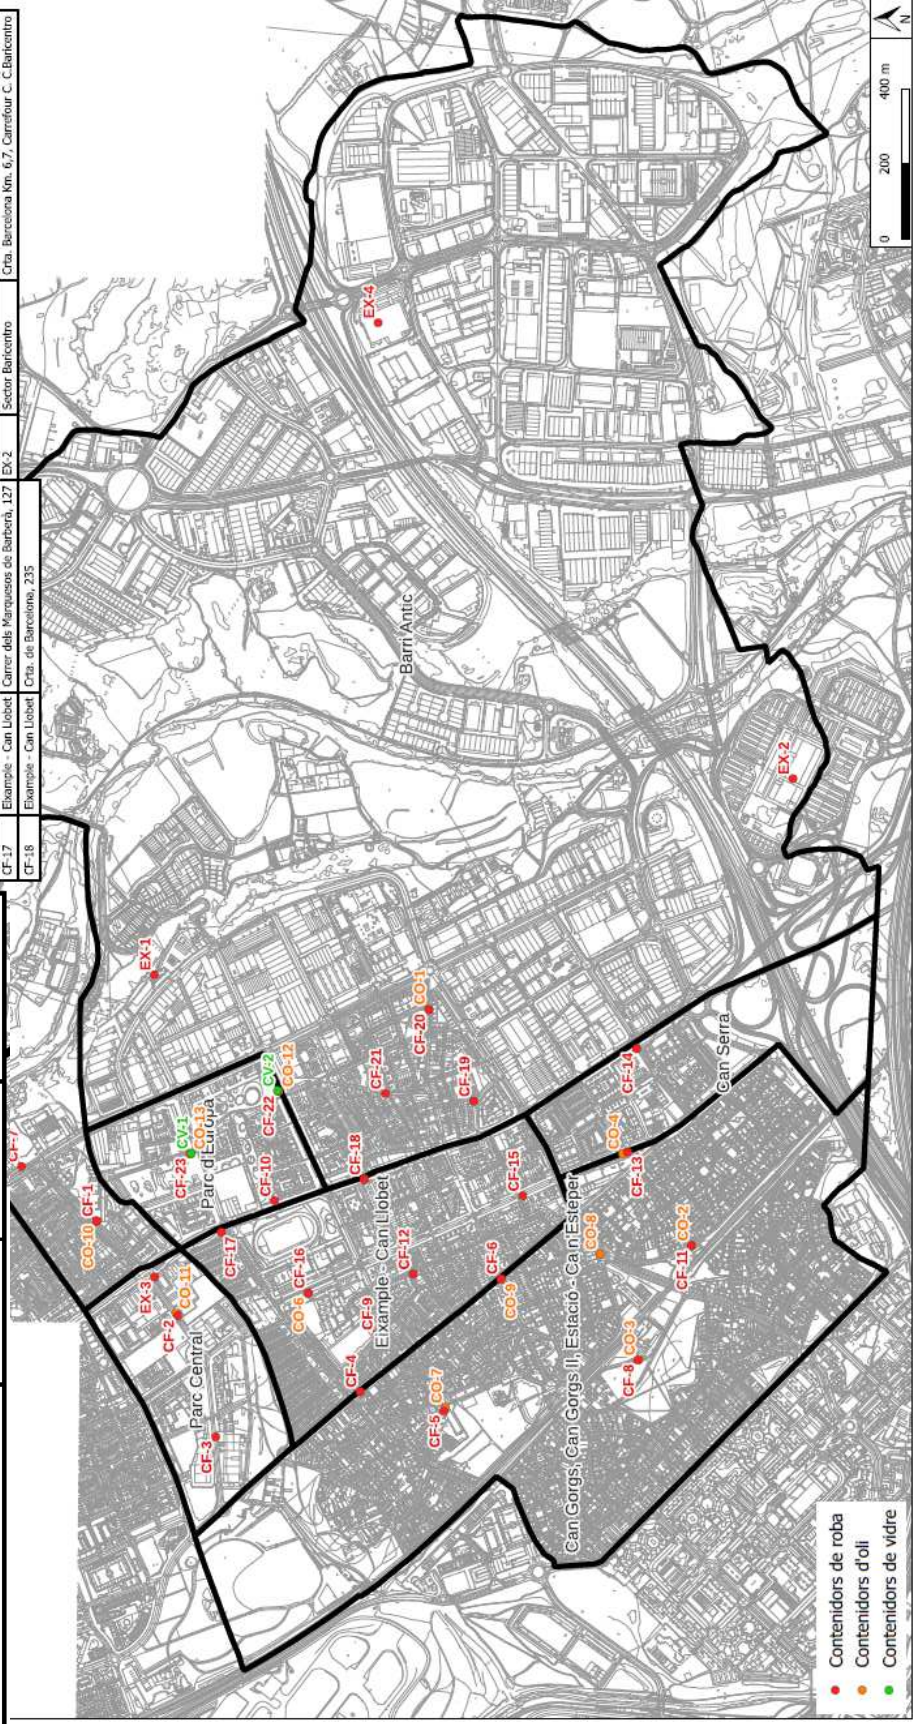 CF-17 Eixample - Can Llobet Carrer dels Marquesos de Barberà, 127 EX-2 Sector Baricentro Crta. Barcelona Km. 6,7, Carrefour C. C.Baricentro
CF-18 Eixample - Can Llobet Crta. de Barcelona, 235
CF-7
CO-10 CF-1
EX-3
CF-2
CO-11
Parc Central
CF-3
CV-1
CF-23
CO-13
Parc d'Europa
CF-17
CF-10
CF-22
CV-2
CO-12
EX-1
CO-6
CF-16
CF-18
CF-9
CF-4
Eixample - Can Llobet
CF-12
CF-21
CF-20
CO-1
CF-19
CF-5
CO-7
CF-6
CO-9
CF-15
Can Gorgs, Can Gorgs II, Estació - Can Ésteper
CO-8
CF-8
CO-3
CF-11
CO-2
CO-4
CF-13
CF-14
Can Serra
Barri Antic
EX-4
EX-2
Contenidors de roba
Contenidors d'oli
Contenidors de vidre
0 200 400 m
N